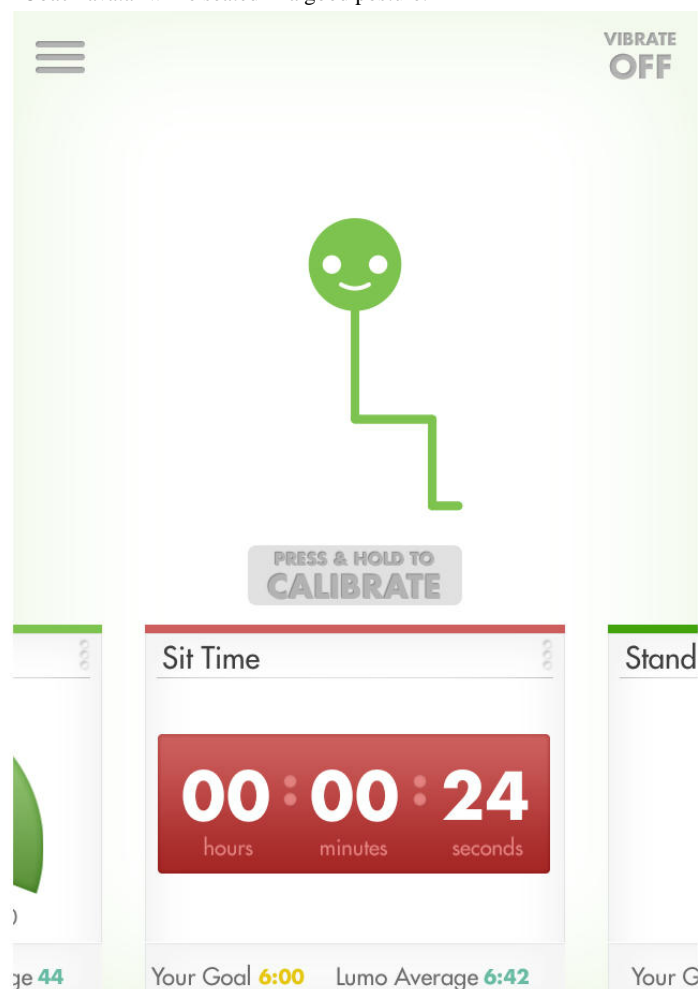 VIBRATE
OFF
PRESS & HOLD TO
CALIBRATE
Sit Time
Stand
00 : 00 : 24
hours minutes seconds
44
Your Goal 6:00 Lumo Average 6:42
Your